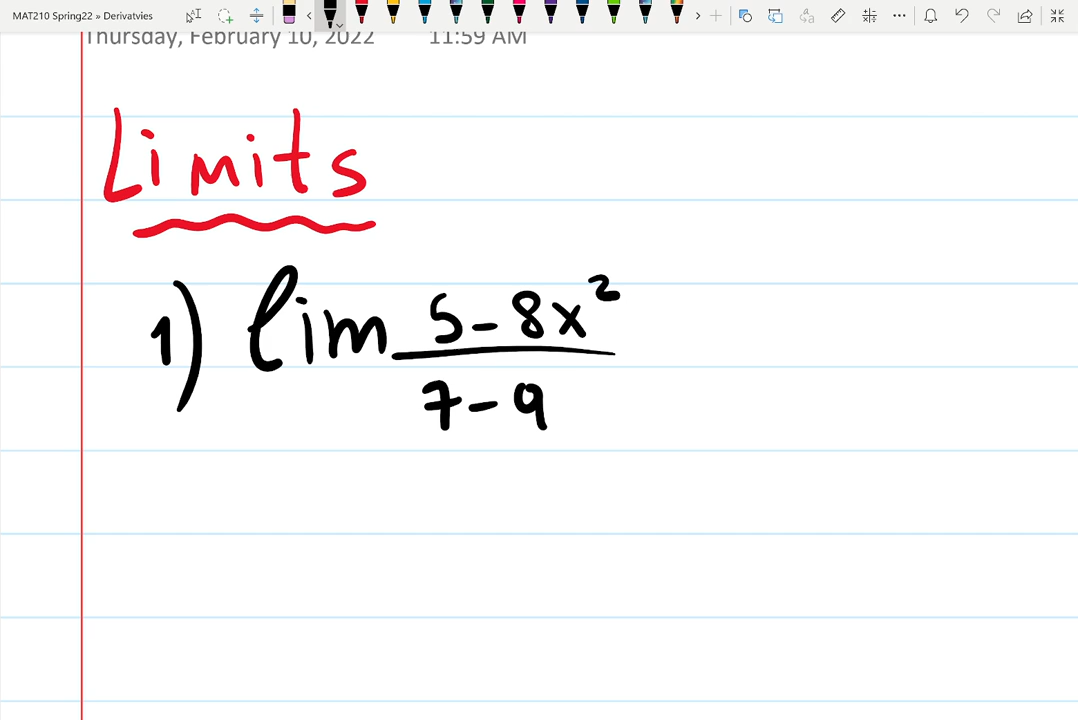 MAT210 Spring22 » Derivatvies
Thursday, February 10, 2022 11:59 AM
Limits
1) lim 5-8x²
7-9